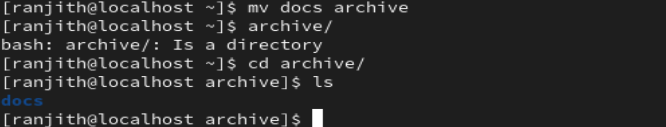 [ranjith@localhost ~]$ mv docs archive
[ranjith@localhost ~]$ archive/
bash: archive/: Is a directory
[ranjith@localhost ~]$ cd archive/
[ranjith@localhost archive]$ ls
docs
[ranjith@localhost archive]$